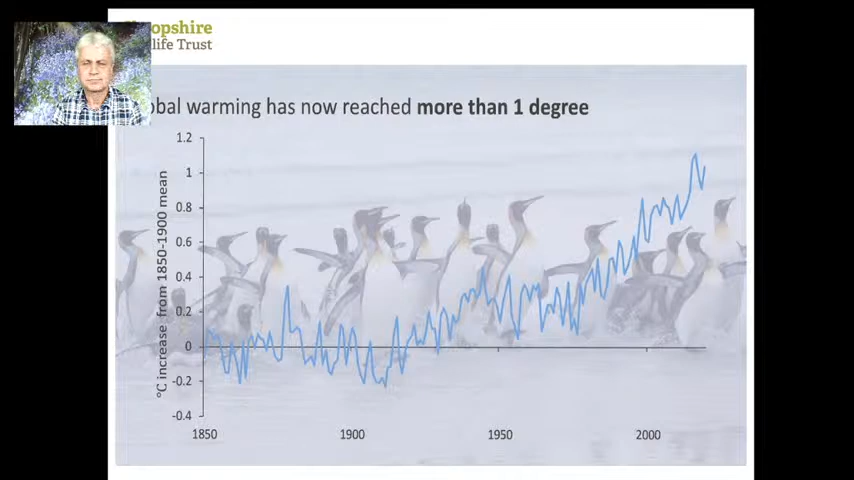 opshire
life Trust
obal warming has now reached more than 1 degree
°C increase from 1850-1900 mean
1.2
1
0.8
0.6
0.4
0.2
0
-0.2
-0.4
1850 1900 1950 2000